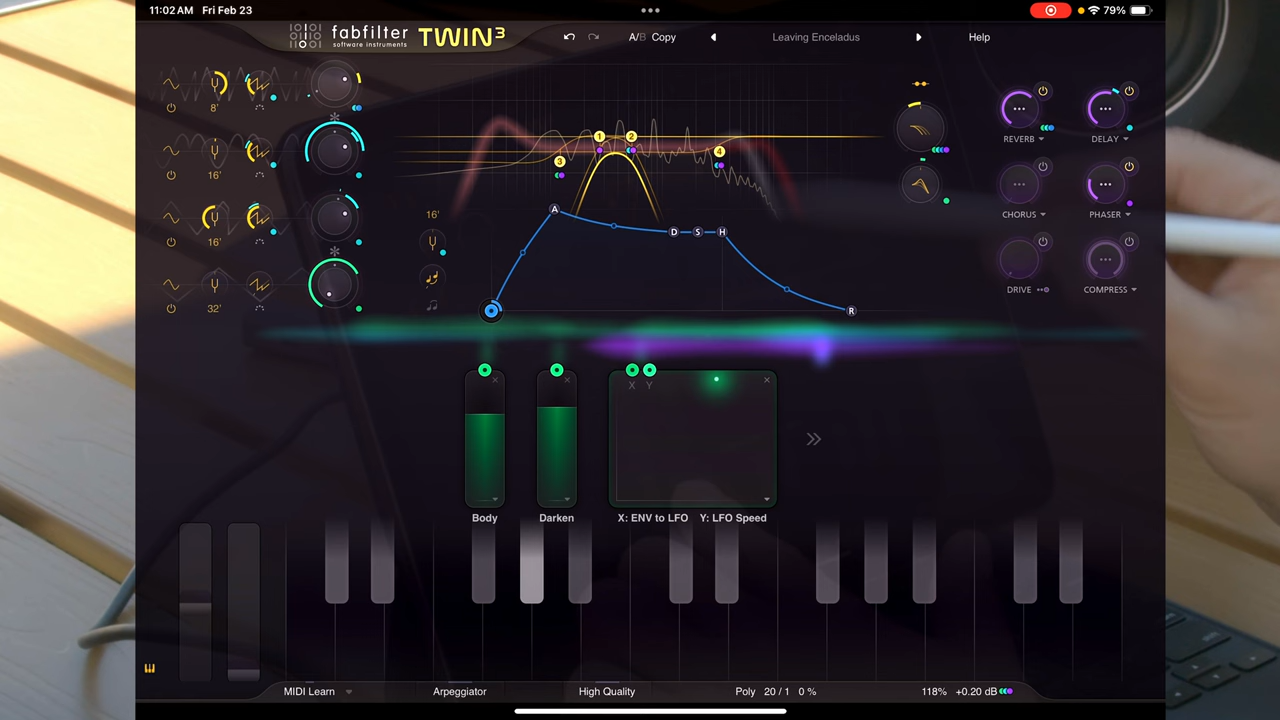 11:02AM Fri Feb 23
79%
fabfilter
software instruments
TWIN3
A/B Copy
Leaving Enceladus
Help
8'
16'
16'
32'
16'
1
2
3
4
A
D
S
H
R
REVERB
DELAY
CHORUS
PHASER
DRIVE
COMPRESS
X
Y
Body
Darken
X: ENV to LFO
Y: LFO Speed
MIDI Learn
Arpeggiator
High Quality
Poly 20 / 1 0 %
118% +0.20 dB